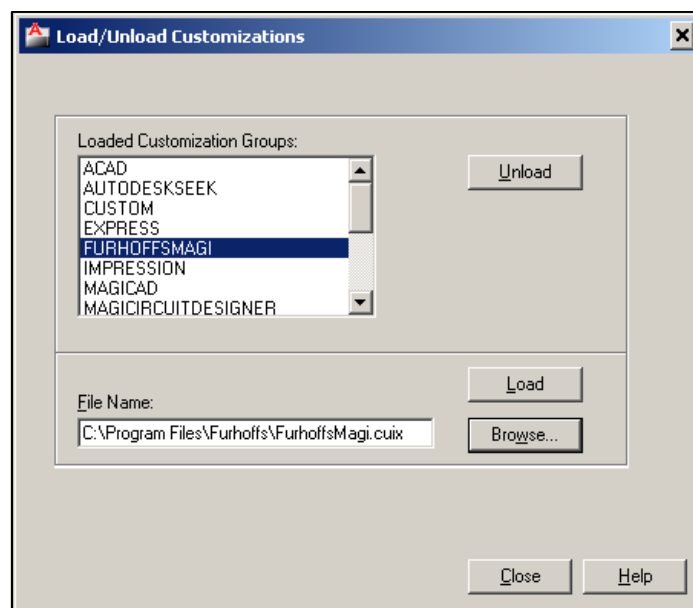 Load/Unload Customizations
Loaded Customization Groups:
ACAD
AUTODESKSEEK
CUSTOM
EXPRESS
FURHOFFSMAGI
IMPRESSION
MAGICAD
MAGICIRCUITDESIGNER
Unload
Load
File Name:
C:\Program Files\Furhoffs\FurhoffsMagi.cuix
Browse...
Close
Help